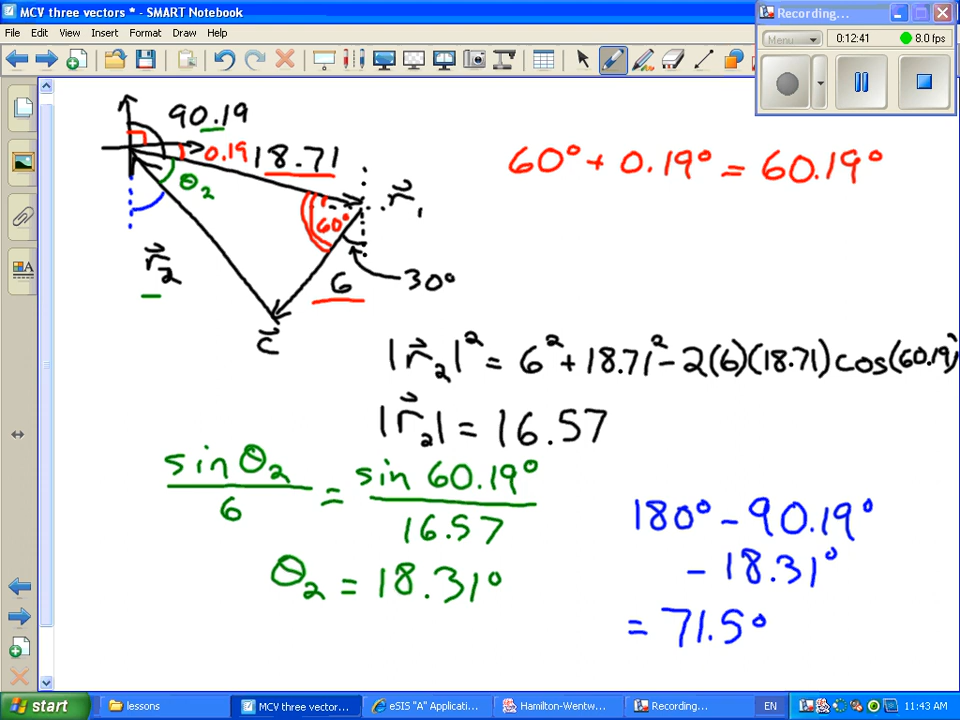 MCV three vectors * - SMART Notebook
Recording...
File Edit View Insert Format Draw Help
Menu 0:12:41 8.0 fps
90.19
0.19 18.71
60° + 0.19° = 60.19°
θ2
r1
60°
r2
6
30°
c
|r2|² = 6² + 18.71² - 2(6)(18.71) cos(60.19)
|r2| = 16.57
sin θ2 / 6 = sin 60.19° / 16.57
θ2 = 18.31°
180° - 90.19°
- 18.31°
= 71.5°
start lessons MCV three vectors... eSIS "A" Applicatio... Hamilton-Wentw... Recording... EN 11:43 AM